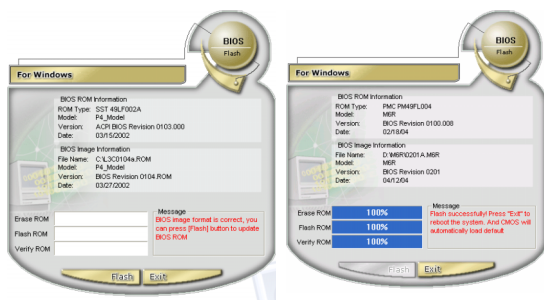 BIOS
Flash
For Windows
BIOS ROM Information
ROM Type: SST 49LF002A
Model: P4_Model
Version: ACPI BIOS Revision 0103.000
Date: 03/15/2002
BIOS Image Information
File Name: C:\L3C0104a.ROM
Model: P4_Model
Version: BIOS Revision 0104.ROM
Date: 03/27/2002
Erase ROM
Flash ROM
Verify ROM
Message
BIOS image format is correct, you
can press [Flash] button to update
BIOS ROM
Flash Exit
BIOS
Flash
For Windows
BIOS ROM Information
ROM Type: PMC PM49FL004
Model: M6R
Version: BIOS Revision 0100.008
Date: 02/18/04
BIOS Image Information
File Name: D:\M6R\0201A.M6R
Model: M6R
Version: BIOS Revision 0201
Date: 04/12/04
Erase ROM 100%
Flash ROM 100%
Verify ROM 100%
Message
Flash successfully! Press "Exit" to
reboot the system. And CMOS will
automatically load default
Flash Exit